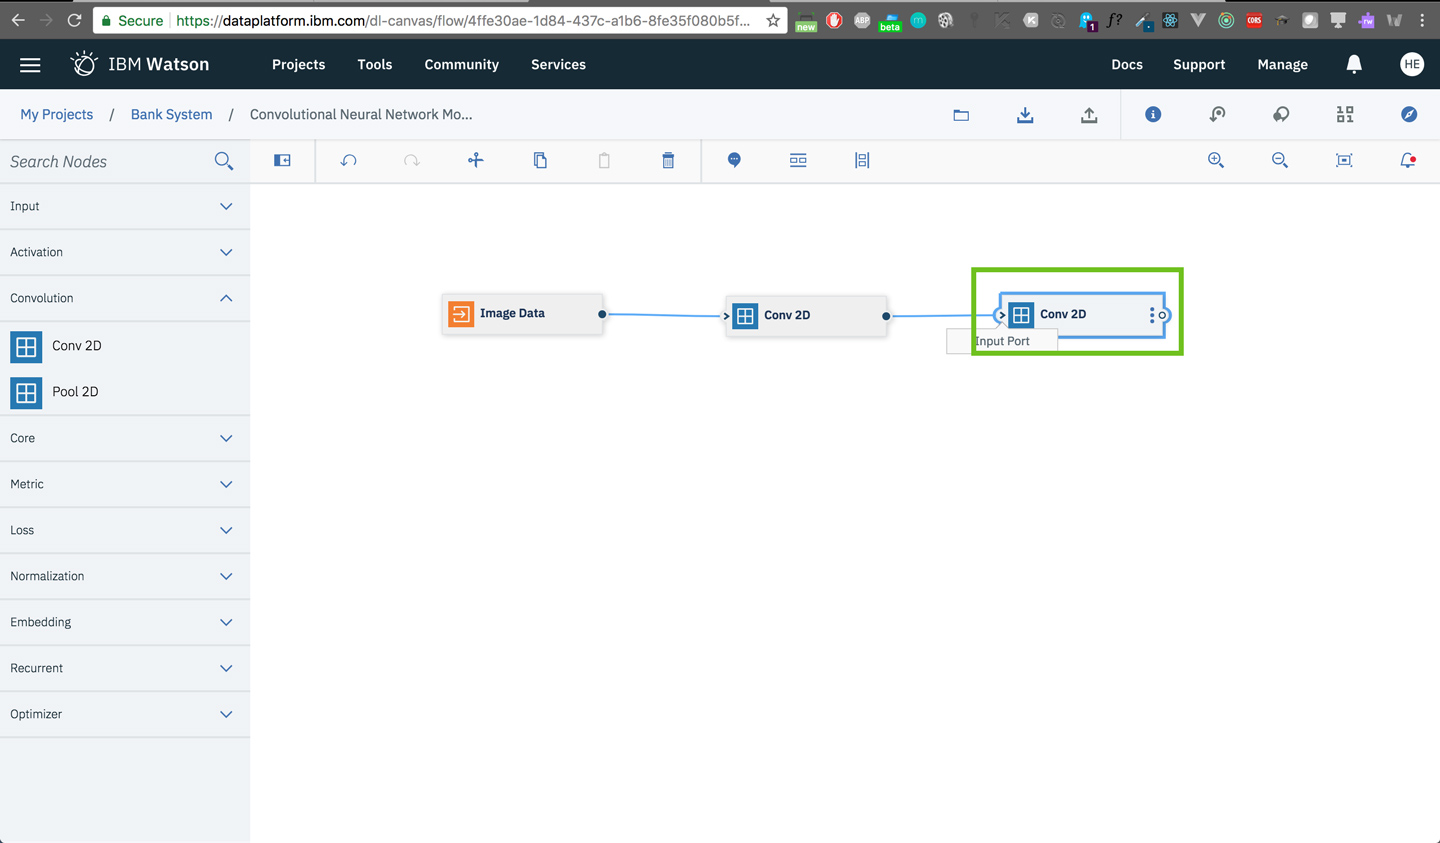 Secure https://dataplatform.ibm.com/dl-canvas/flow/4ffe30ae-1d84-437c-a1b6-8fe35f080b5f...
new
ABP
beta
m
K
1
f?
CORS
rw
IBM Watson
Projects
Tools
Community
Services
Docs
Support
Manage
HE
My Projects / Bank System / Convolutional Neural Network Mo...
Search Nodes
Input
Activation
Convolution
Conv 2D
Pool 2D
Core
Metric
Loss
Normalization
Embedding
Recurrent
Optimizer
Image Data
Conv 2D
Conv 2D
Input Port